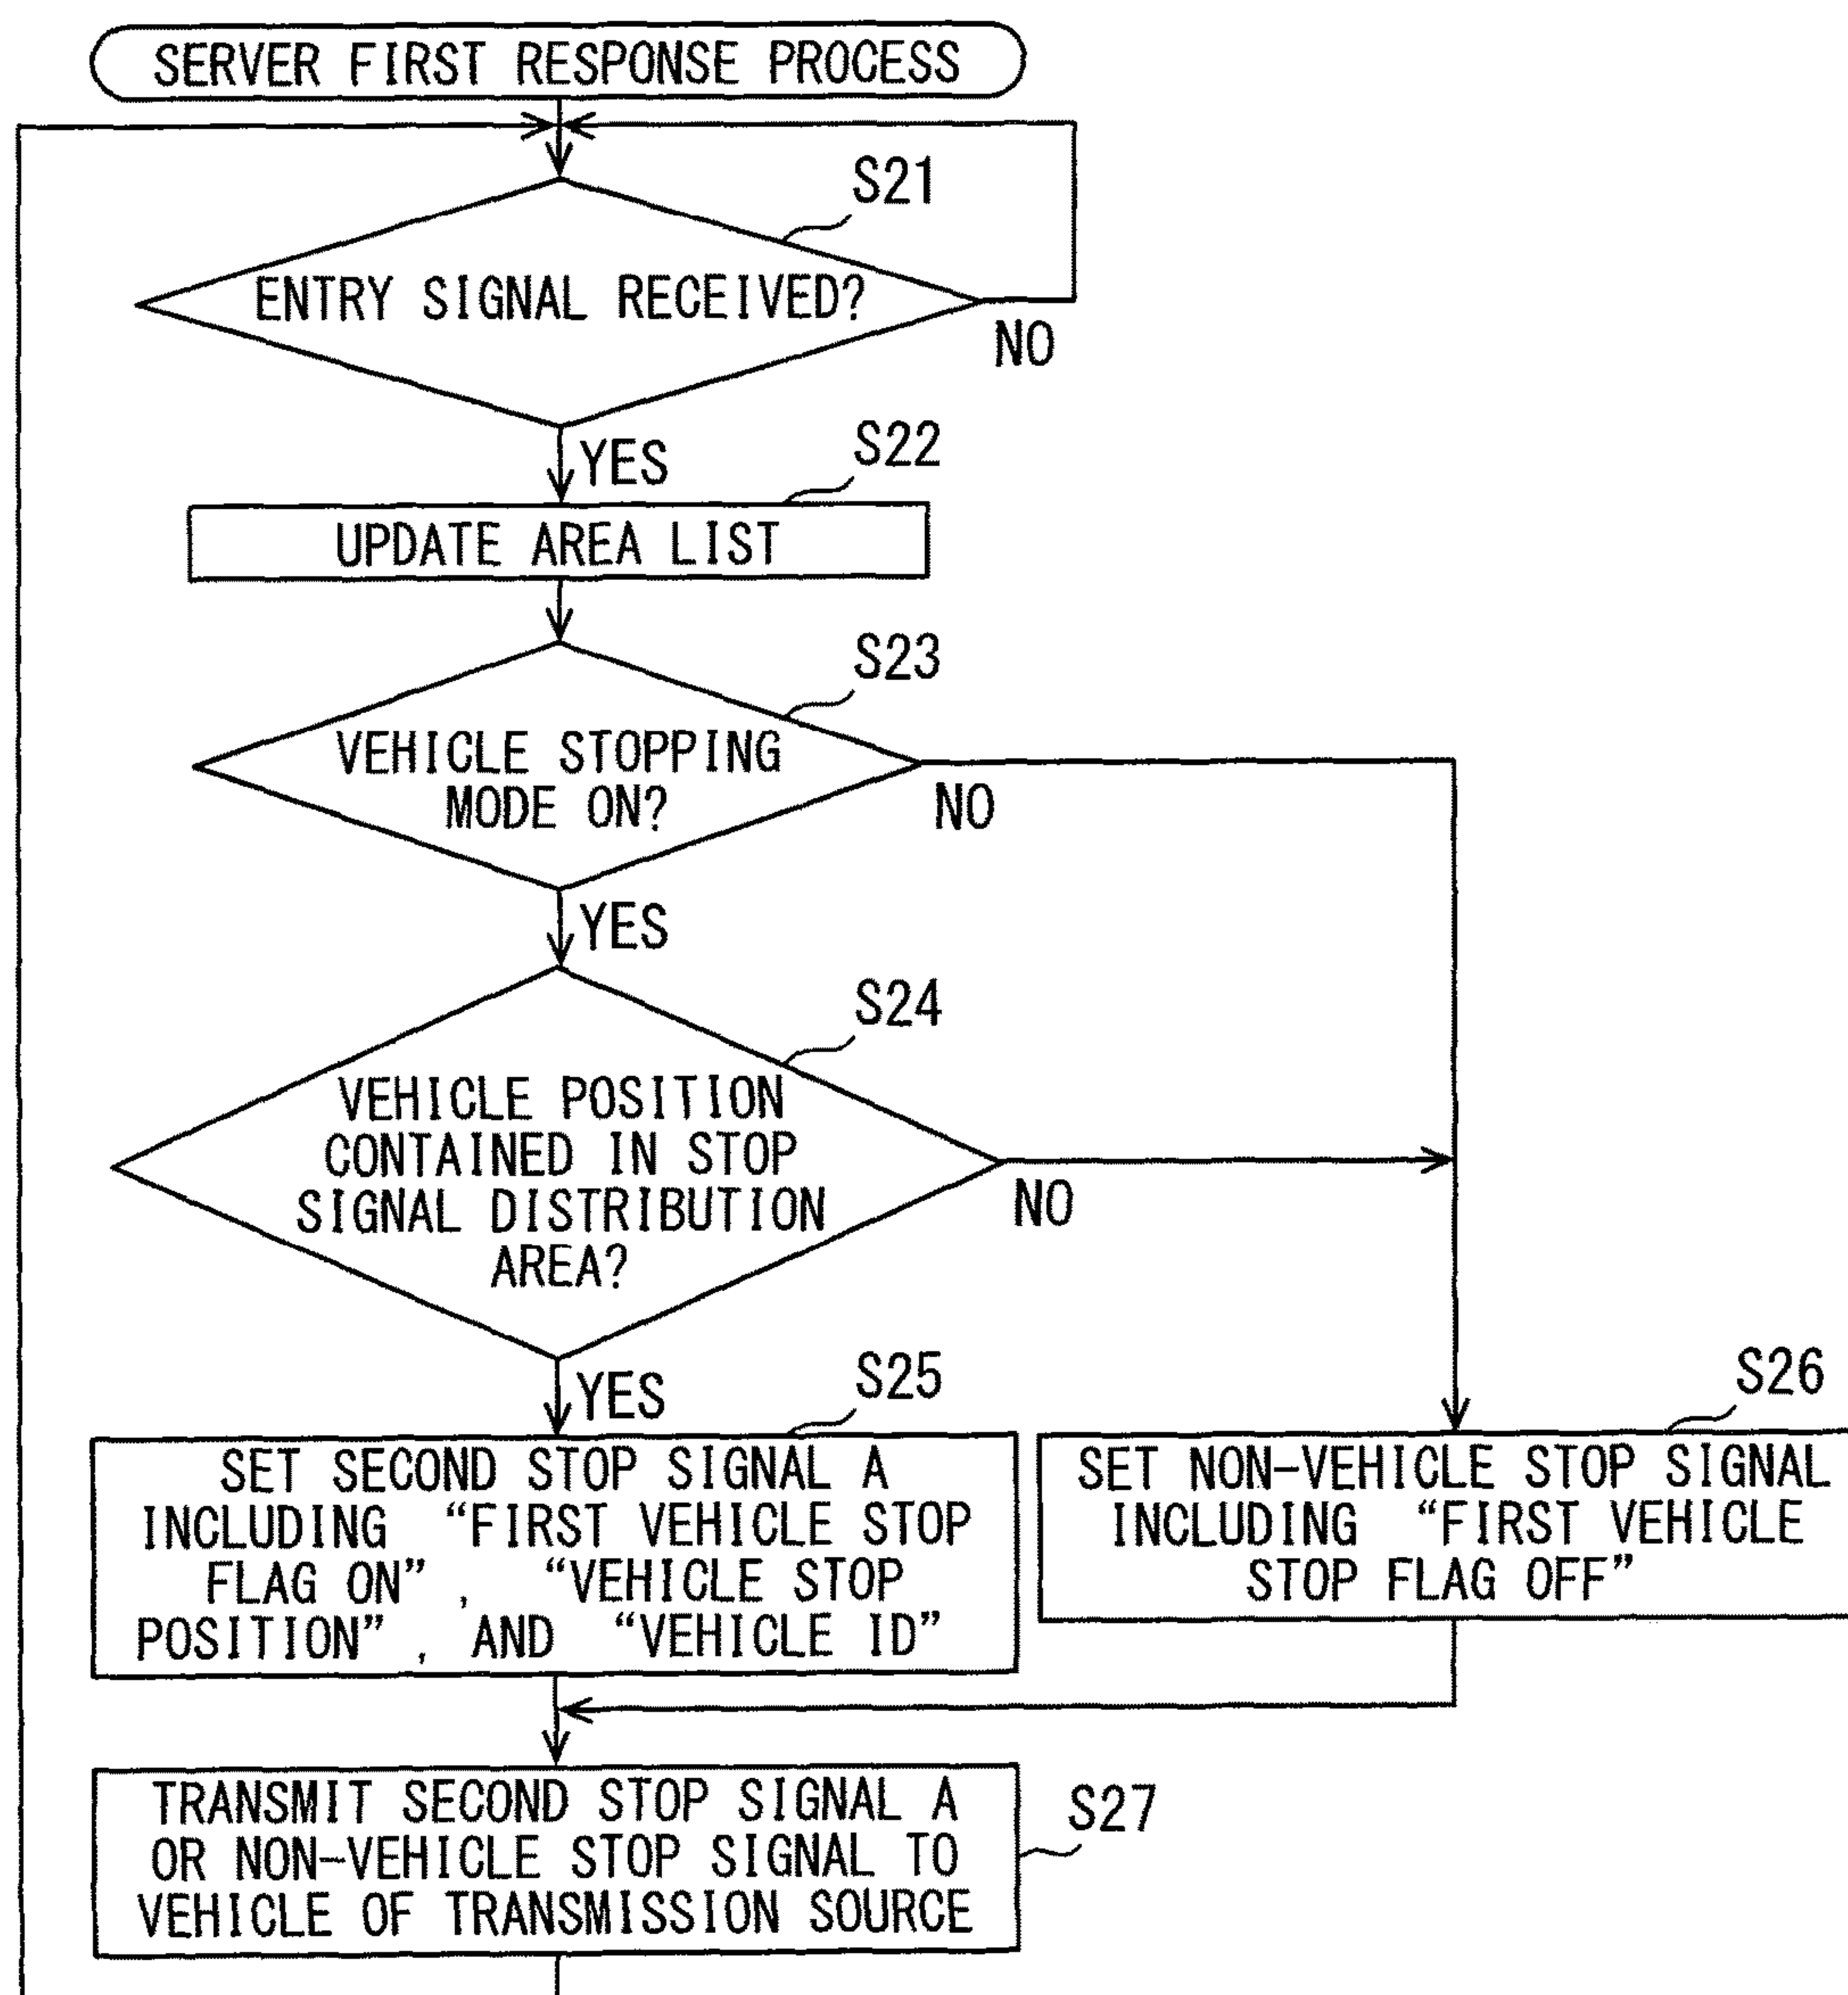 SERVER FIRST RESPONSE PROCESS
S21
ENTRY SIGNAL RECEIVED?
NO
YES
S22
UPDATE AREA LIST
S23
VEHICLE STOPPING
MODE ON?
NO
YES
S24
VEHICLE POSITION
CONTAINED IN STOP
SIGNAL DISTRIBUTION
AREA?
NO
YES
S25
SET SECOND STOP SIGNAL A
INCLUDING “FIRST VEHICLE STOP
FLAG ON”, “VEHICLE STOP
POSITION”, AND “VEHICLE ID”
S26
SET NON-VEHICLE STOP SIGNAL
INCLUDING “FIRST VEHICLE
STOP FLAG OFF”
TRANSMIT SECOND STOP SIGNAL A
OR NON-VEHICLE STOP SIGNAL TO
VEHICLE OF TRANSMISSION SOURCE
S27